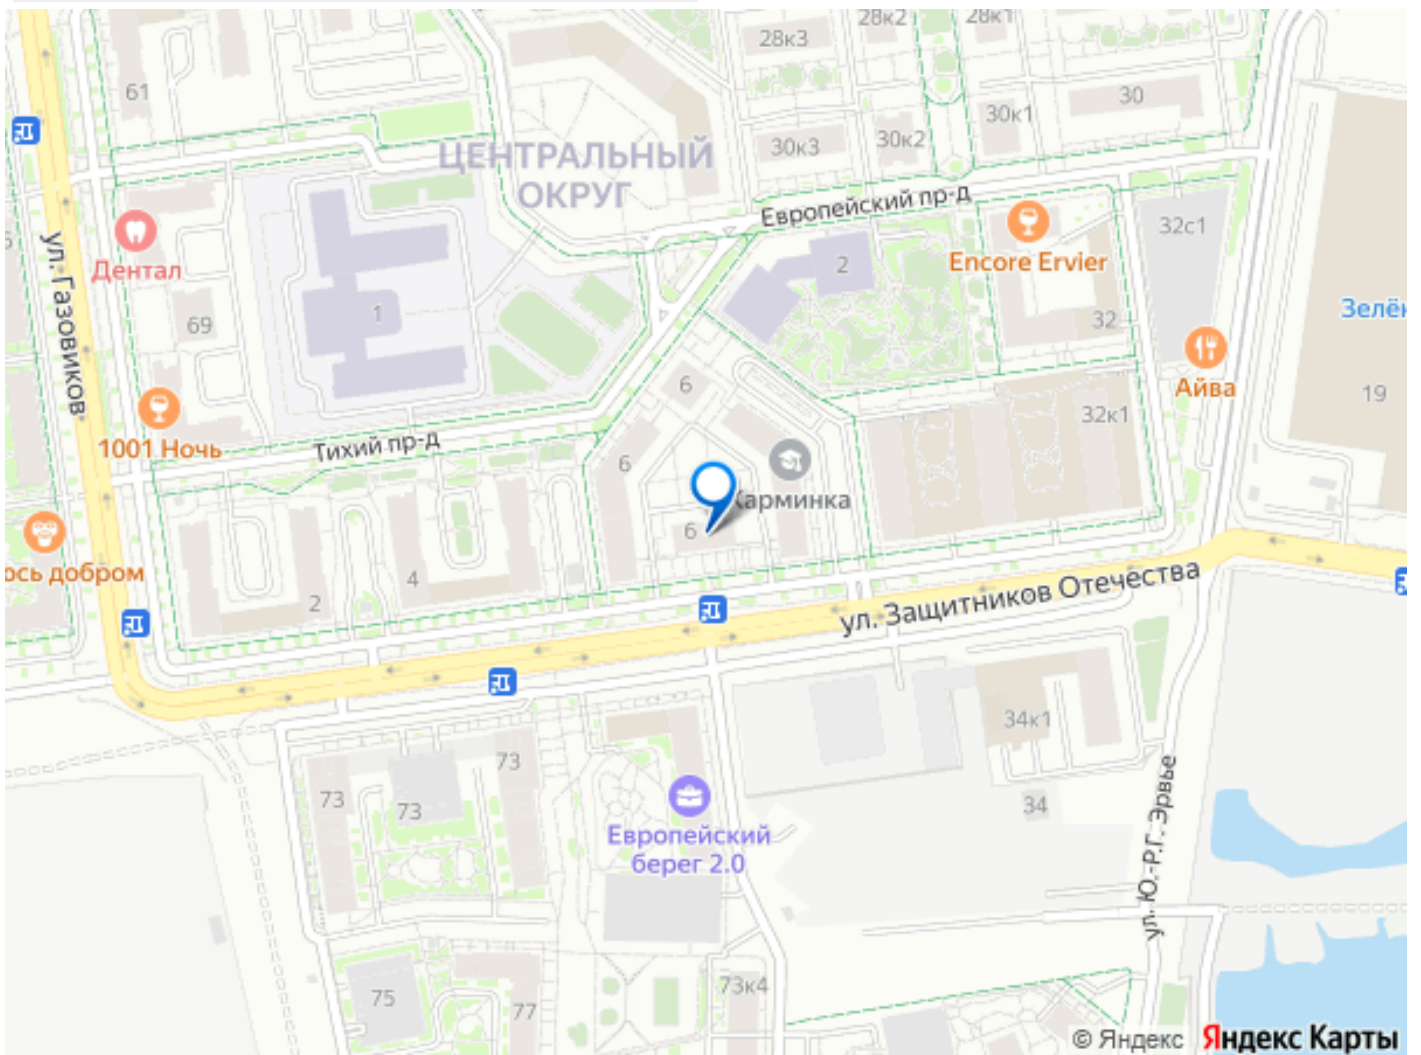 28к2
28к1
28к3
61
30
30к1
30к2
30к3
ЦЕНТРАЛЬНЫЙ
ОКРУГ
Европейский пр-д
32с1
Дентал
Encore Ervier
2
ул. Газовиков
1
69
32
Зелён
Айва
19
6
32к1
1001 Ночь
Тихий пр-д
6
Карминка
6
ось добром
4
2
ул. Защитников Отечества
34к1
73
73
73
34
Европейский
берег 2.0
ул. Ю.-Р.Г. Эрвье
75
77
73к4
© Яндекс Яндекс Карты